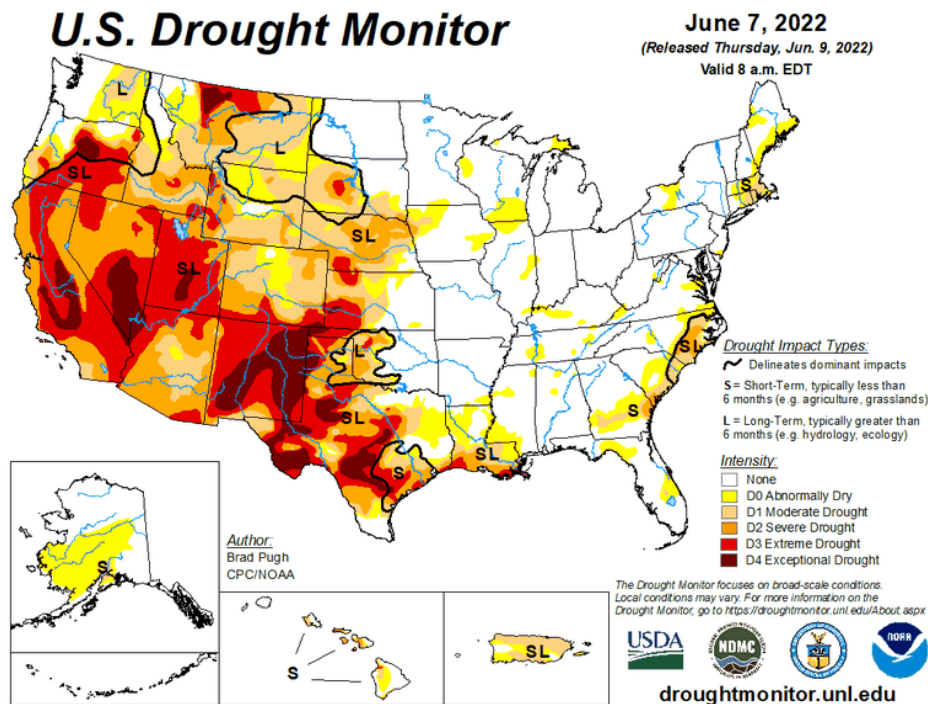 U.S. Drought Monitor
June 7, 2022
(Released Thursday, Jun. 9, 2022)
Valid 8 a.m. EDT
L
L
SL
SL
SL
L
SL
S
SL
S
SL
S
Drought Impact Types:
Delineates dominant impacts
S = Short-Term, typically less than
6 months (e.g. agriculture, grasslands)
L = Long-Term, typically greater than
6 months (e.g. hydrology, ecology)
Intensity:
None
D0 Abnormally Dry
D1 Moderate Drought
D2 Severe Drought
D3 Extreme Drought
D4 Exceptional Drought
S
Author:
Brad Pugh
CPC/NOAA
S
SL
The Drought Monitor focuses on broad-scale conditions.
Local conditions may vary. For more information on the
Drought Monitor, go to https://droughtmonitor.unl.edu/About.aspx
USDA
NDMC
NOAA
droughtmonitor.unl.edu